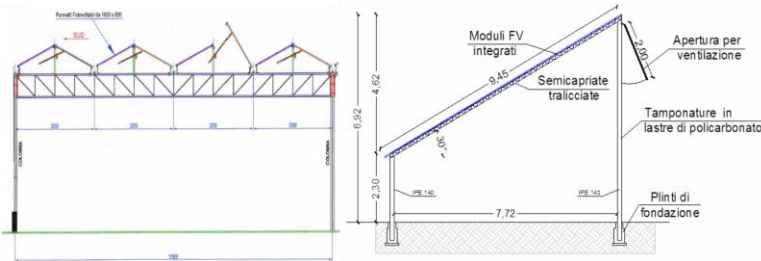 Pannelli Fotovoltaici da 1600 x 800
SUD
COLONNA
COLONNA
Moduli FV
integrati
9,45
Semicapriate
tralicciate
30°
2,00
Apertura per
ventilazione
Tamponature in
lastre di policarbonato
Plinti di
fondazione
6,92
4,62
2,30
IPE 140
IPE 140
7,72